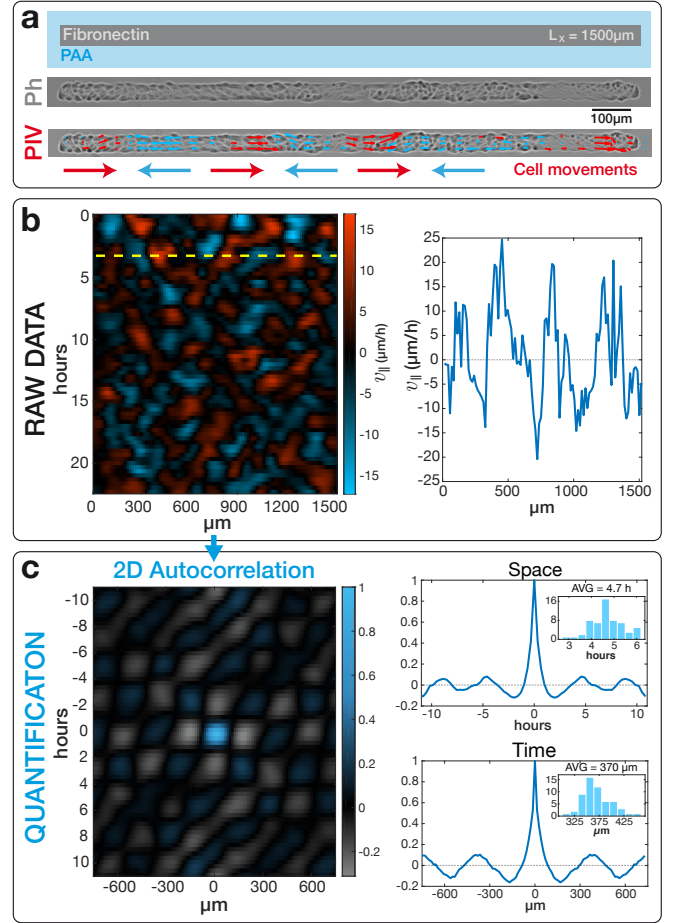 a
Fibronectin
Lx = 1500µm
PAA
Ph
100µm
PIV
Cell movements
b
RAW DATA
hours
0
5
10
15
20
0 300 600 900 1200 1500
µm
15
10
5
0
-5
-10
-15
v|| (µm/h)
v|| (µm/h)
25
20
15
10
5
0
-5
-10
-15
-20
-25
0 500 1000 1500
µm
c
2D Autocorrelation
QUANTIFICATON
hours
-10
-8
-6
-4
-2
0
2
4
6
8
10
-600 -300 0 300 600
µm
1
0.8
0.6
0.4
0.2
0
-0.2
Space
1
0.8
0.6
0.4
0.2
0
-0.2
-10 -5 0 5 10
hours
AVG = 4.7 h
16
8
0
3 4 5 6
hours
Time
1
0.8
0.6
0.4
0.2
0
-0.2
-600 -300 0 300 600
µm
AVG = 370 µm
16
8
0
325 375 425
µm